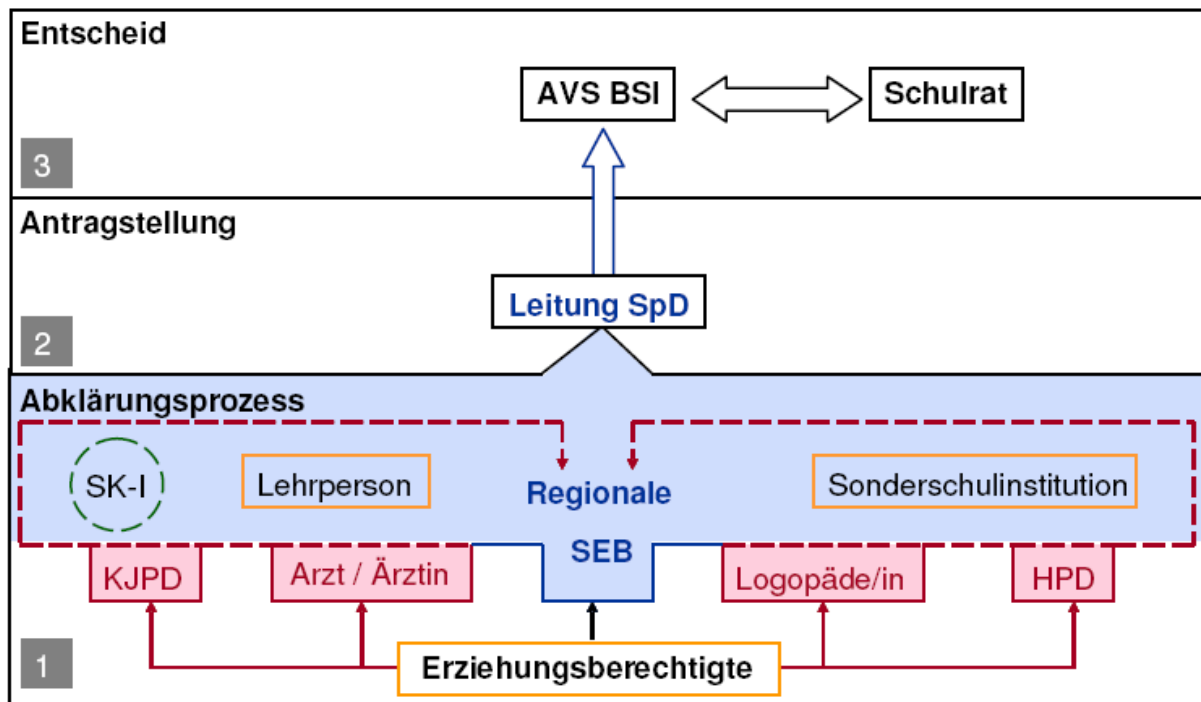 Entscheid
AVS BSI
Schulrat
3
Antragstellung
Leitung SpD
2
Abklärungsprozess
SK-I
Lehrperson
Regionale
Sonderschulinstitution
SEB
KJPD
Arzt / Ärztin
Logopäde/in
HPD
Erziehungsberechtigte
1